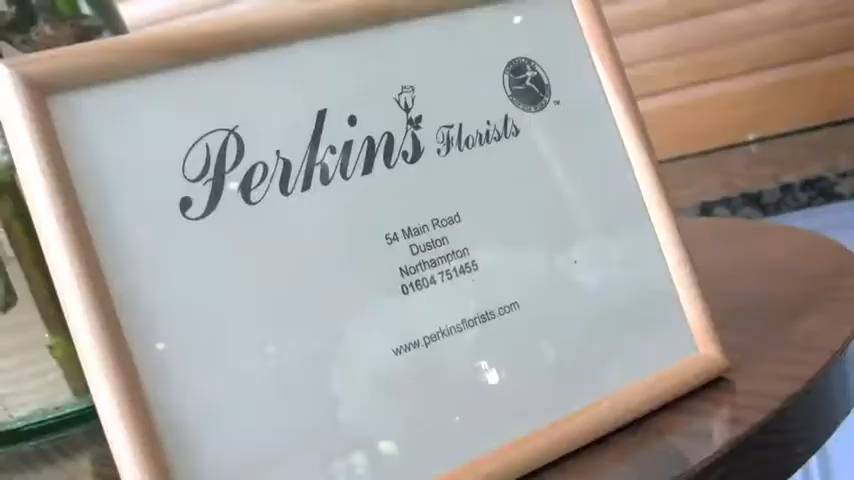 Perkins Florists
54 Main Road
Duston
Northampton
01604 751455
www.perkinsflorists.com